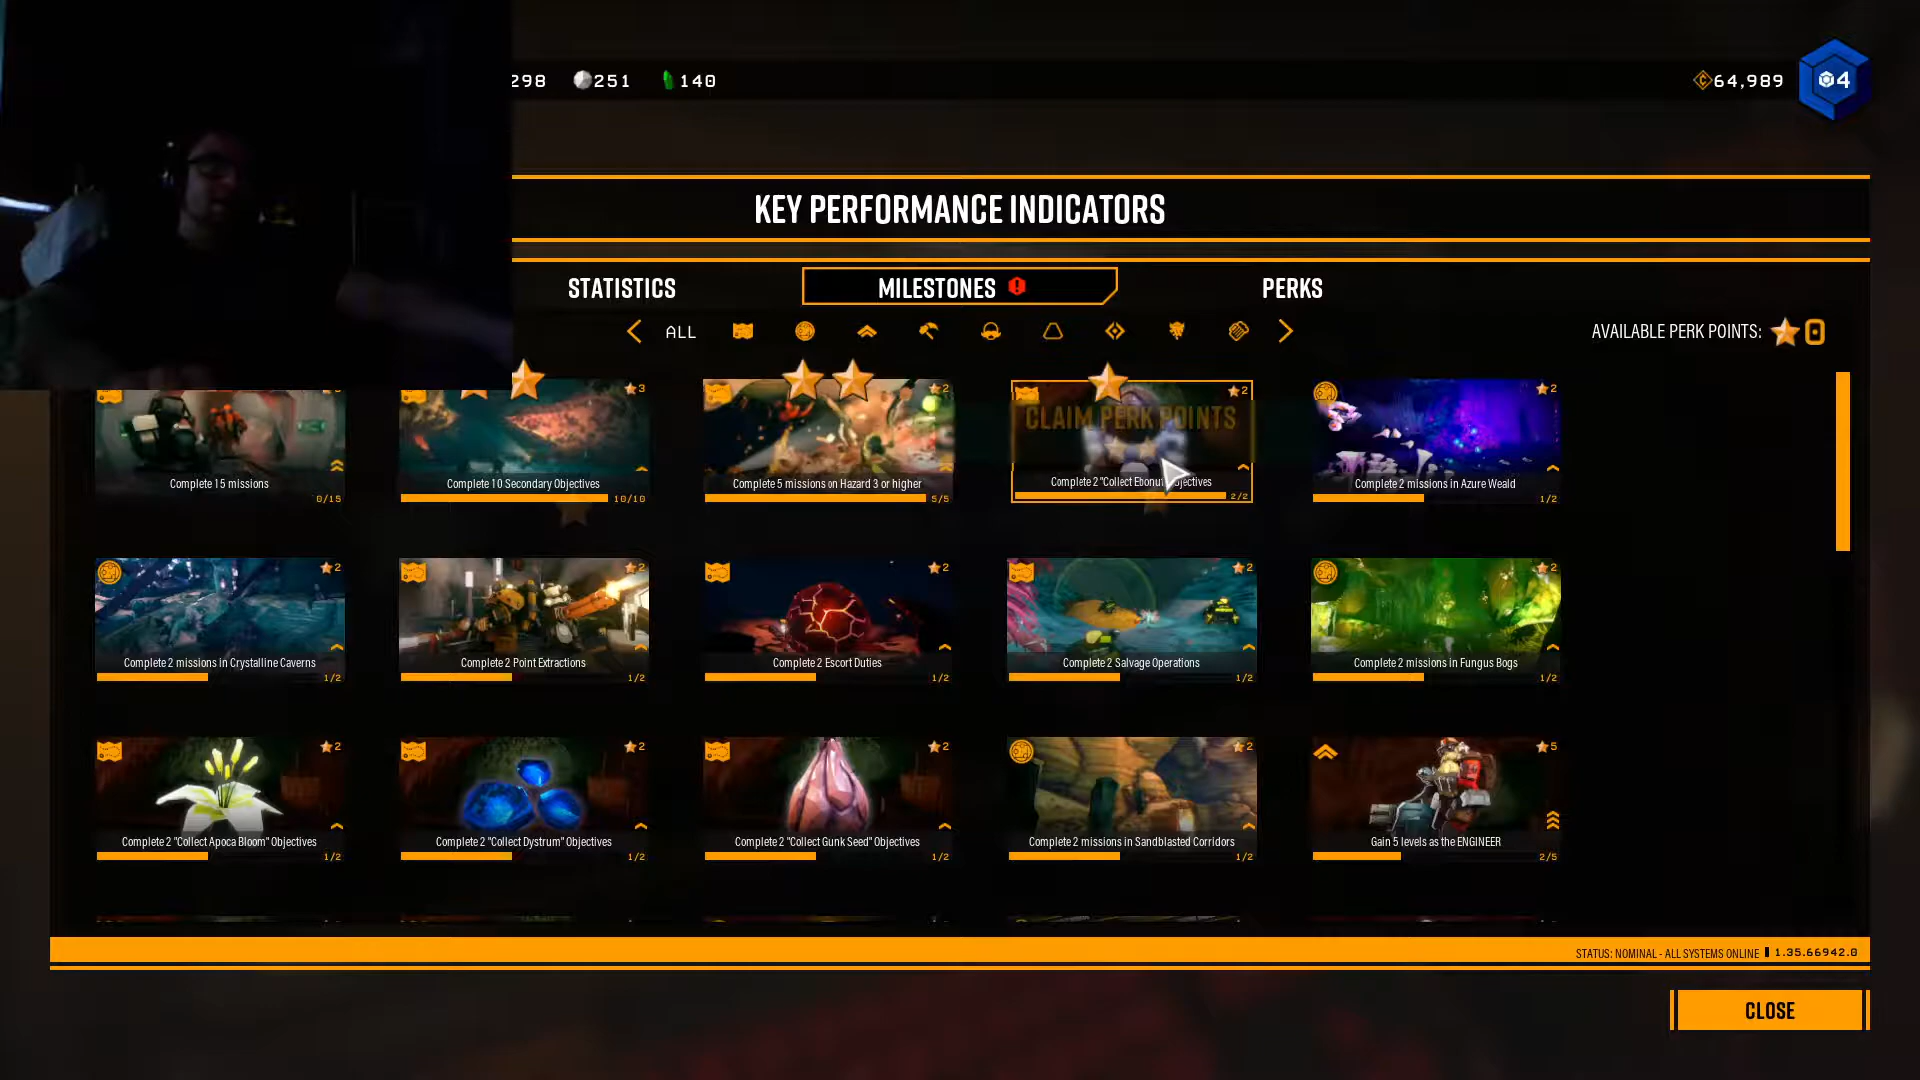 298 251 140 64,989 4
KEY PERFORMANCE INDICATORS
STATISTICS MILESTONES PERKS
ALL AVAILABLE PERK POINTS: 0
3 2 2 2
CLAIM PERK POINTS
Complete 15 missions Complete 10 Secondary Objectives Complete 5 missions on Hazard 3 or higher Complete 2 "Collect Ebonut" Objectives Complete 2 missions in Azure Weald
0/15 10/10 5/5 2/2 1/2
2 2 2 2 2
Complete 2 missions in Crystalline Caverns Complete 2 Point Extractions Complete 2 Escort Duties Complete 2 Salvage Operations Complete 2 missions in Fungus Bogs
1/2 1/2 1/2 1/2 1/2
2 2 2 2 5
Complete 2 "Collect Apoca Bloom" Objectives Complete 2 "Collect Dystrum" Objectives Complete 2 "Collect Gunk Seed" Objectives Complete 2 missions in Sandblasted Corridors Gain 5 levels as the ENGINEER
1/2 1/2 1/2 1/2 2/5
STATUS: NOMINAL - ALL SYSTEMS ONLINE 1.35.66942.0
CLOSE